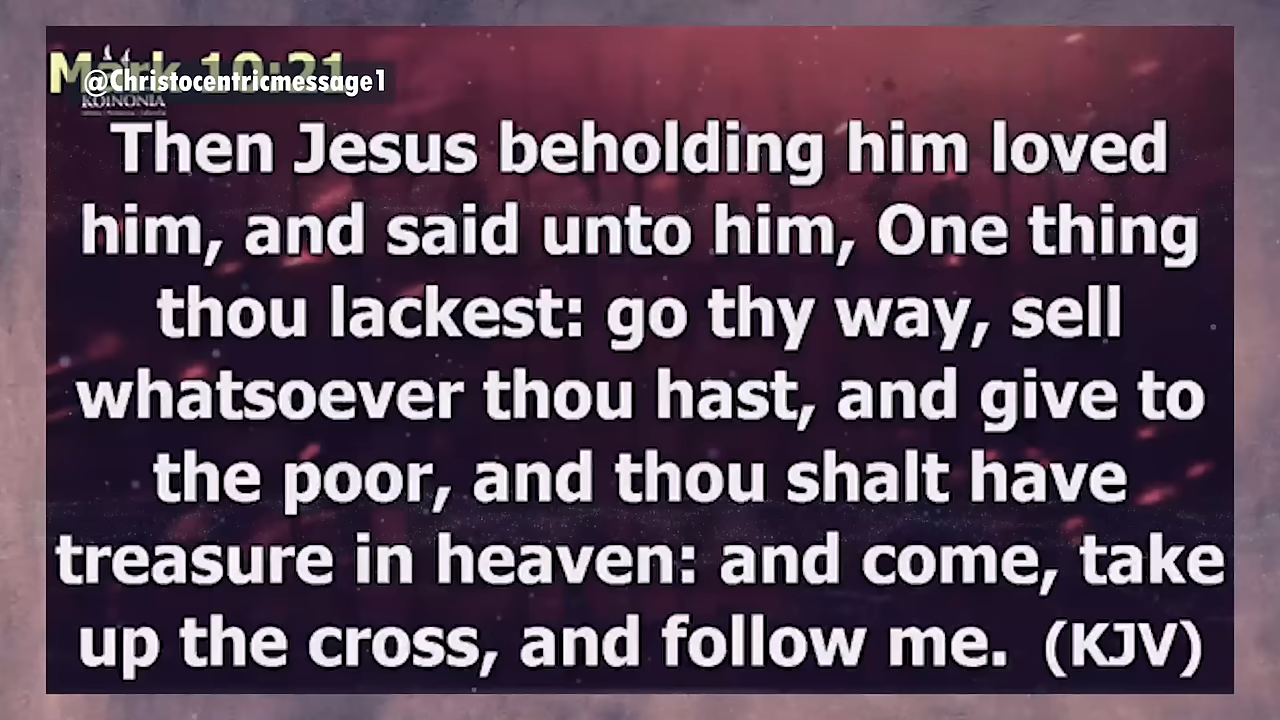 Mark 10:21
@Christocentricmessage1
KOINONIA
Then Jesus beholding him loved
him, and said unto him, One thing
thou lackest: go thy way, sell
whatsoever thou hast, and give to
the poor, and thou shalt have
treasure in heaven: and come, take
up the cross, and follow me. (KJV)